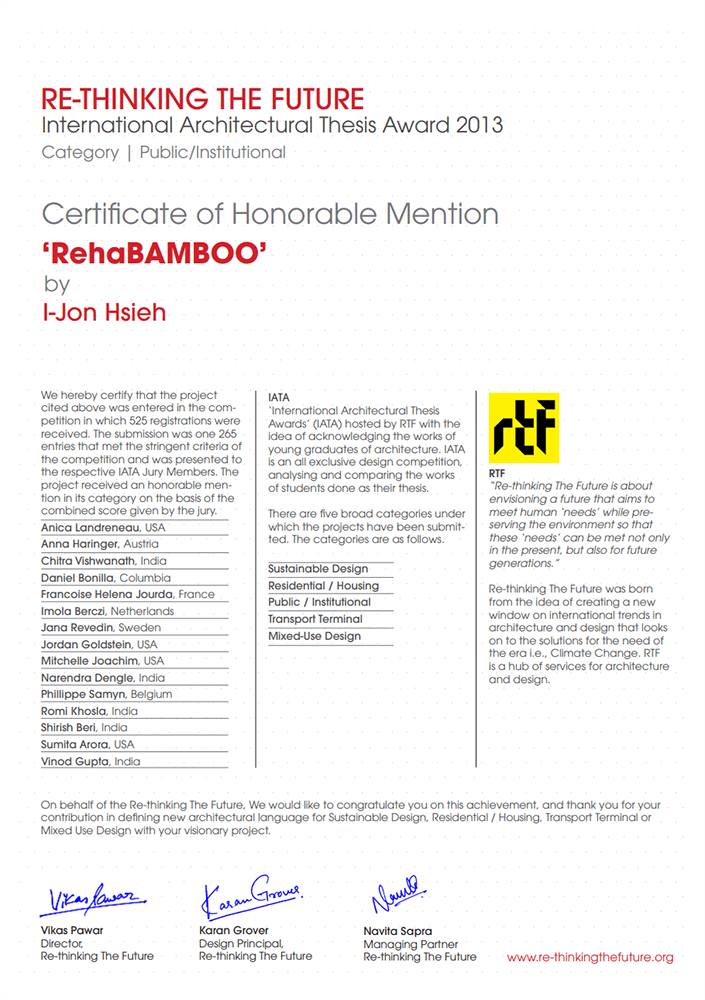 RE-THINKING THE FUTURE
International Architectural Thesis Award 2013
Category | Public/Institutional
Certificate of Honorable Mention
‘RehaBAMBOO’
by
I-Jon Hsieh
We hereby certify that the project
cited above was entered in the com-
petition in which 525 registrations were
received. The submission was one 265
entries that met the stringent criteria of
the competition and was presented to
the respective IATA Jury Members. The
project received an honorable men-
tion in its category on the basis of the
combined score given by the jury.
Anica Landreneau, USA
Anna Haringer, Austria
Chitra Vishwanath, India
Daniel Bonilla, Columbia
Francoise Helena Jourda, France
Imola Berczi, Netherlands
Jana Revedin, Sweden
Jordan Goldstein, USA
Mitchelle Joachim, USA
Narendra Dengle, India
Phillippe Samyn, Belgium
Romi Khosla, India
Shirish Beri, India
Sumita Arora, USA
Vinod Gupta, India
IATA
‘International Architectural Thesis
Awards’ (IATA) hosted by RTF with the
idea of acknowledging the works of
young graduates of architecture. IATA
is an all exclusive design competition,
analysing and comparing the works
of students done as their thesis.
There are five broad categories under
which the projects have been submit-
ted. The categories are as follows.
Sustainable Design
Residential / Housing
Public / Institutional
Transport Terminal
Mixed-Use Design
rtf
RTF
“Re-thinking The Future is about
envisioning a future that aims to
meet human ‘needs’ while pre-
serving the environment so that
these ‘needs’ can be met not only
in the present, but also for future
generations.”
Re-thinking The Future was born
from the idea of creating a new
window on international trends in
architecture and design that looks
on to the solutions for the need of
the era i.e., Climate Change. RTF
is a hub of services for architecture
and design.
On behalf of the Re-thinking The Future, We would like to congratulate you on this achievement, and thank you for your
contribution in defining new architectural language for Sustainable Design, Residential / Housing, Transport Terminal or
Mixed Use Design with your visionary project.
Vikas Pawar
Karan Grover
Vikas Pawar
Director,
Re-thinking The Future
Karan Grover
Design Principal,
Re-thinking The Future
Navita Sapra
Managing Partner
Re-thinking The Future
www.re-thinkingthefuture.org